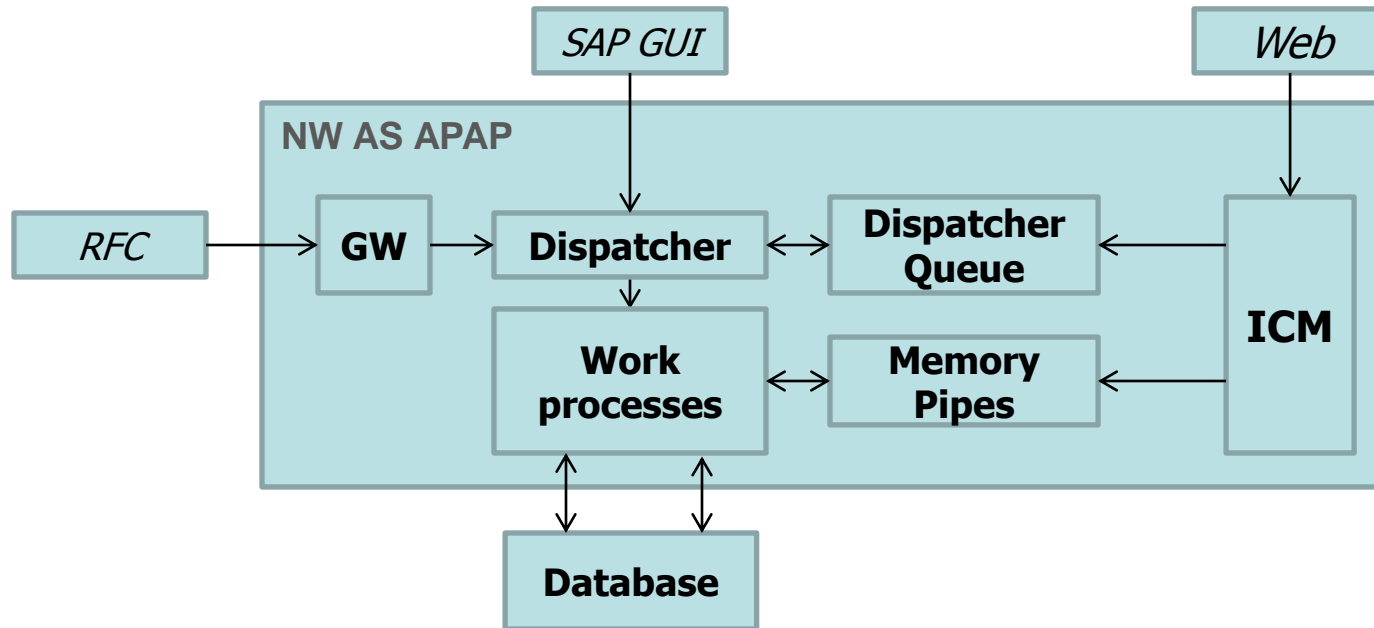 SAP GUI
Web
NW AS APAP
RFC
GW
Dispatcher
Dispatcher
Queue
ICM
Work
processes
Memory
Pipes
Database